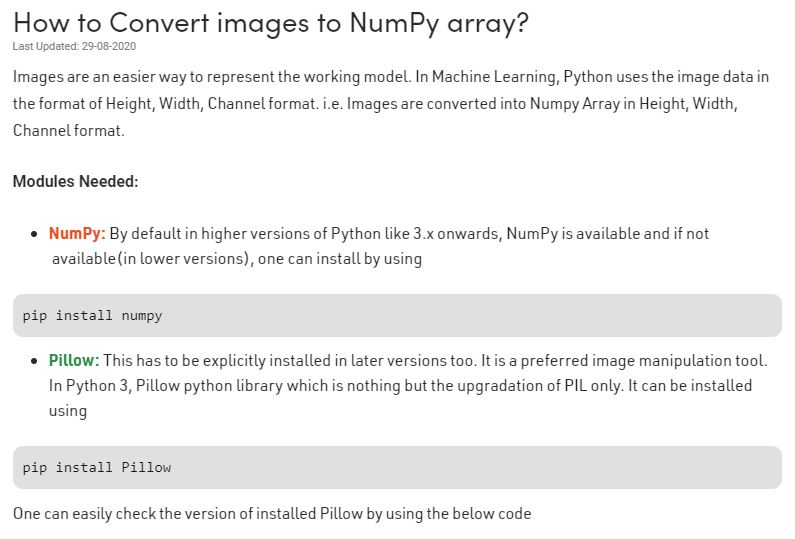 How to Convert images to NumPy array?
Last Updated: 29-08-2020
Images are an easier way to represent the working model. In Machine Learning, Python uses the image data in
the format of Height, Width, Channel format. i.e. Images are converted into Numpy Array in Height, Width,
Channel format.
Modules Needed:
• NumPy: By default in higher versions of Python like 3.x onwards, NumPy is available and if not
available(in lower versions), one can install by using
pip install numpy
• Pillow: This has to be explicitly installed in later versions too. It is a preferred image manipulation tool.
In Python 3, Pillow python library which is nothing but the upgradation of PIL only. It can be installed
using
pip install Pillow
One can easily check the version of installed Pillow by using the below code